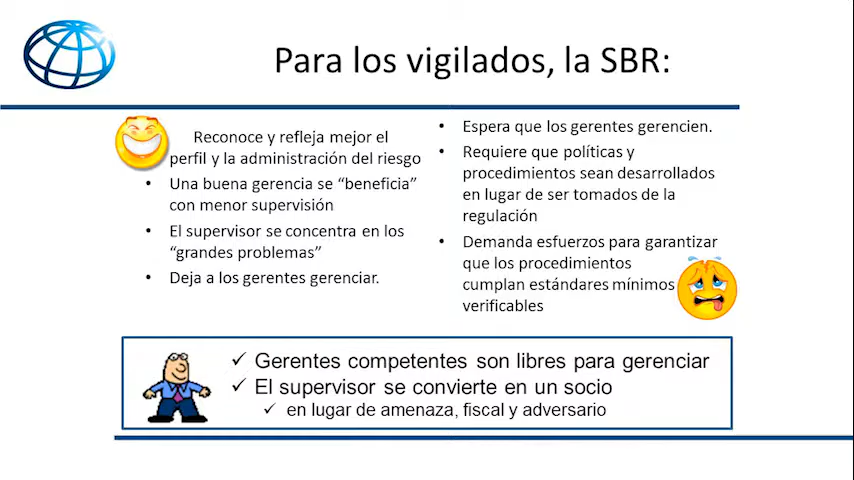 Para los vigilados, la SBR:
Reconoce y refleja mejor el
perfil y la administración del riesgo
• Una buena gerencia se “beneficia”
con menor supervisión
• El supervisor se concentra en los
“grandes problemas”
• Deja a los gerentes gerenciar.
• Espera que los gerentes gerencien.
• Requiere que políticas y
procedimientos sean desarrollados
en lugar de ser tomados de la
regulación
• Demanda esfuerzos para garantizar
que los procedimientos
cumplan estándares mínimos
verificables
✓ Gerentes competentes son libres para gerenciar
✓ El supervisor se convierte en un socio
✓ en lugar de amenaza, fiscal y adversario